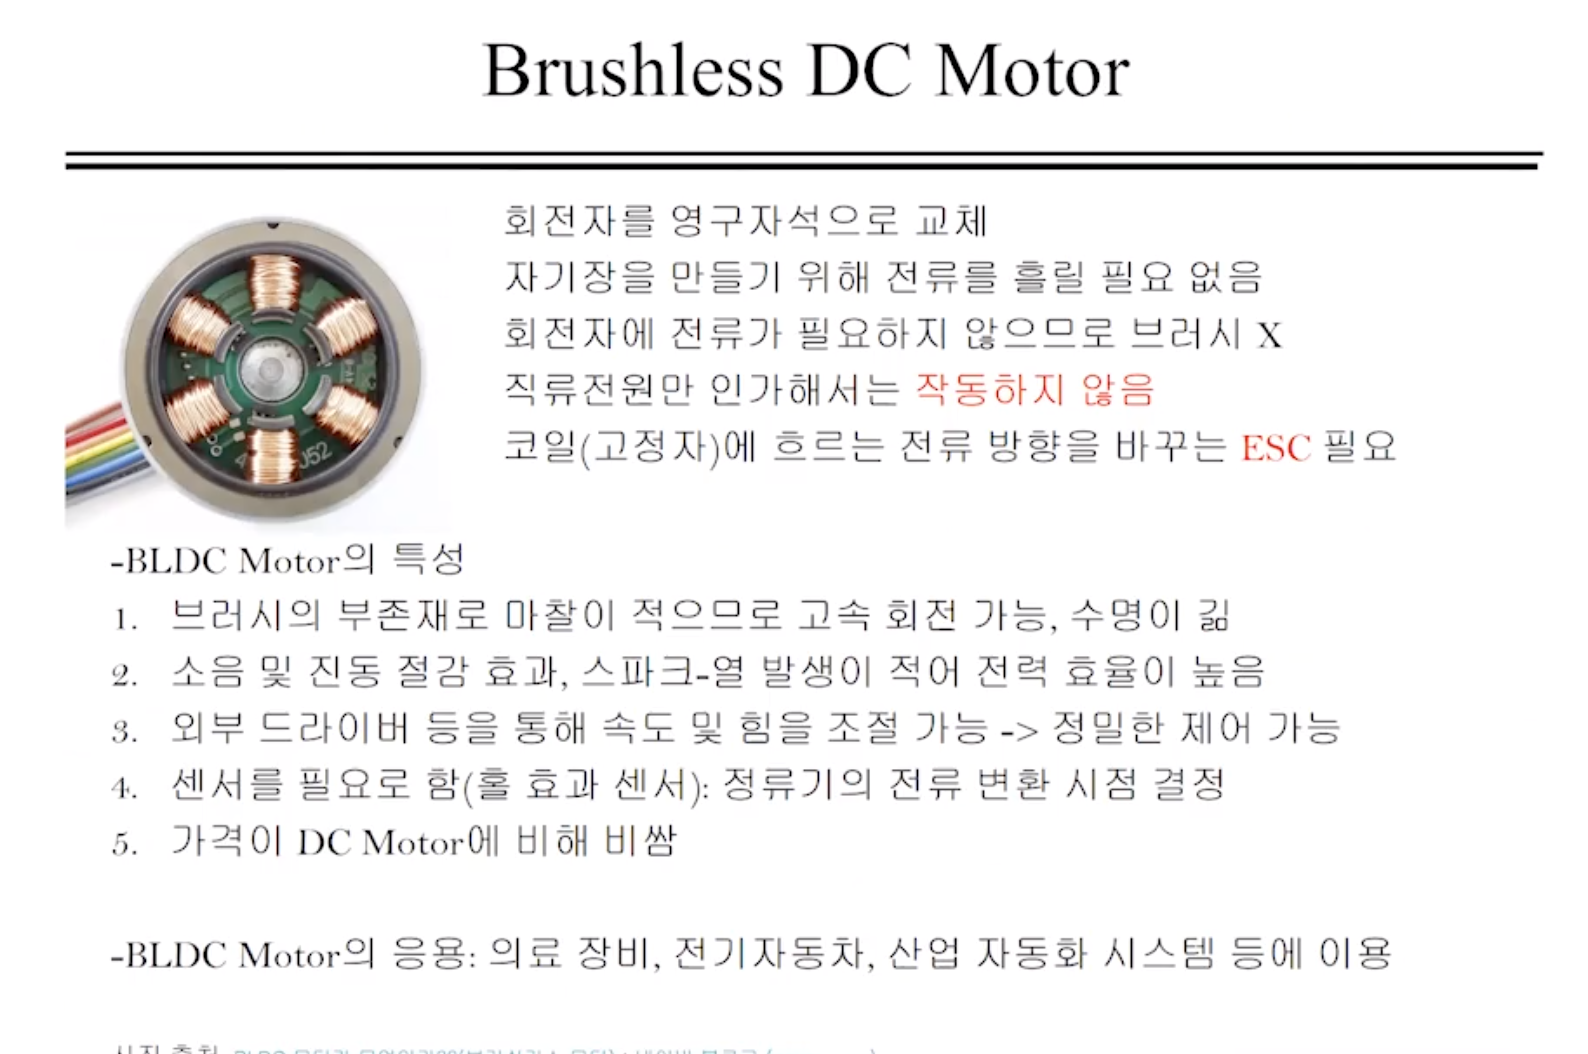 Brushless DC Motor
회전자를 영구자석으로 교체
자기장을 만들기 위해 전류를 흘릴 필요 없음
회전자에 전류가 필요하지 않으므로 브러시 X
직류전원만 인가해서는 작동하지 않음
코일(고정자)에 흐르는 전류 방향을 바꾸는 ESC 필요
J52
-BLDC Motor의 특성
1. 브러시의 부존재로 마찰이 적으므로 고속 회전 가능, 수명이 긺
2. 소음 및 진동 절감 효과, 스파크-열 발생이 적어 전력 효율이 높음
3. 외부 드라이버 등을 통해 속도 및 힘을 조절 가능 -> 정밀한 제어 가능
4. 센서를 필요로 함(홀 효과 센서): 정류기의 전류 변환 시점 결정
5. 가격이 DC Motor에 비해 비쌈
-BLDC Motor의 응용: 의료 장비, 전기자동차, 산업 자동화 시스템 등에 이용